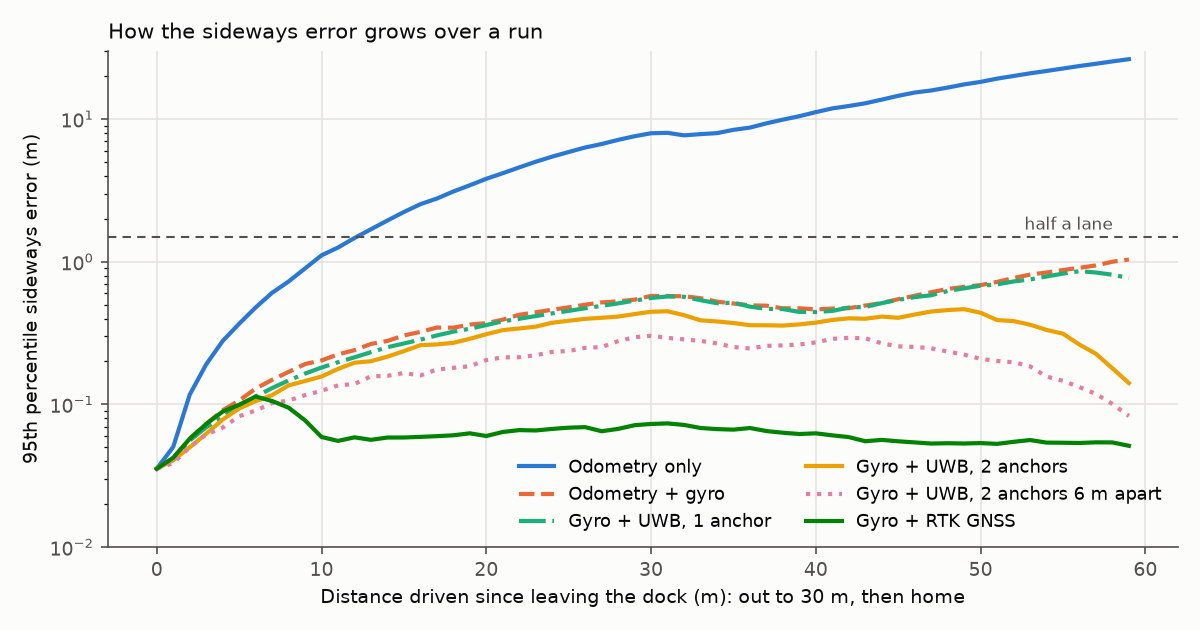 How the sideways error grows over a run
95th percentile sideways error (m)
10¹
10⁰
10⁻¹
10⁻²
half a lane
Odometry only
Odometry + gyro
Gyro + UWB, 1 anchor
Gyro + UWB, 2 anchors
Gyro + UWB, 2 anchors 6 m apart
Gyro + RTK GNSS
0 10 20 30 40 50 60
Distance driven since leaving the dock (m): out to 30 m, then home